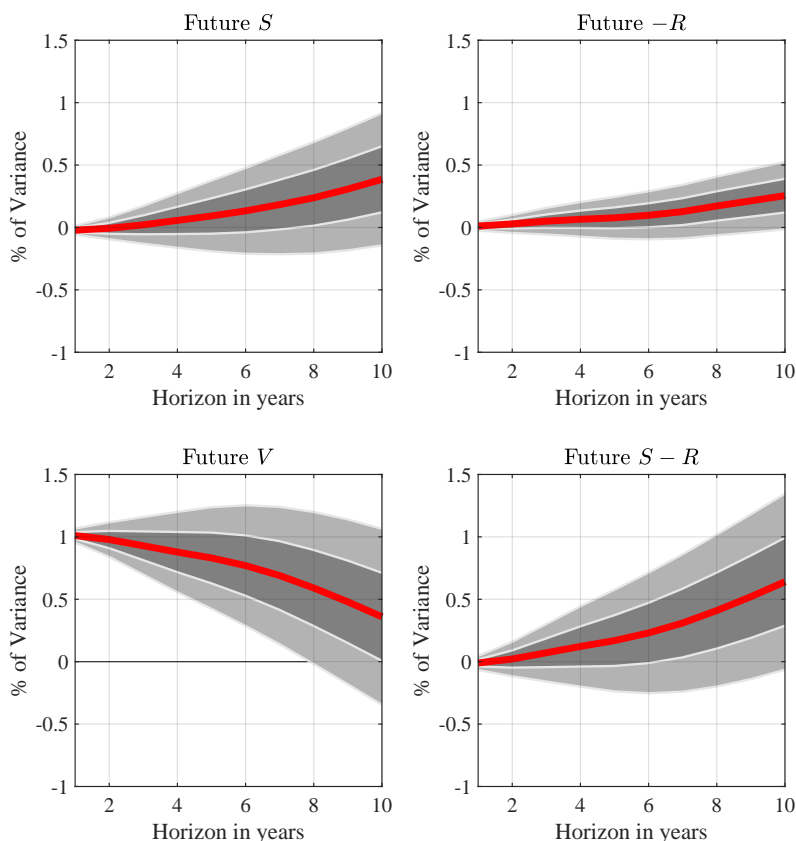 Future S
1.5
1
0.5
0
-0.5
-1
% of Variance
2 4 6 8 10
Horizon in years
Future −R
1.5
1
0.5
0
-0.5
-1
% of Variance
2 4 6 8 10
Horizon in years
Future V
1.5
1
0.5
0
-0.5
-1
% of Variance
2 4 6 8 10
Horizon in years
Future S − R
1.5
1
0.5
0
-0.5
-1
% of Variance
2 4 6 8 10
Horizon in years